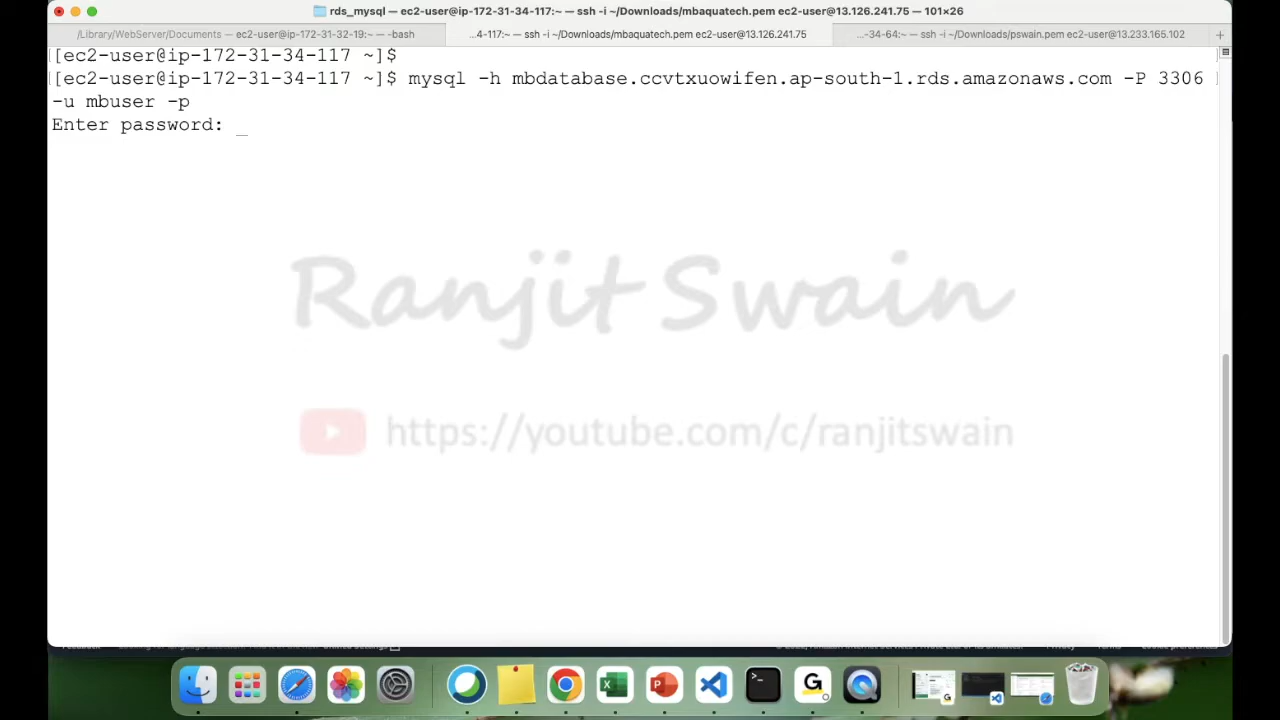 rds_mysql — ec2-user@ip-172-31-34-117:~ — ssh -i ~/Downloads/mbaquatech.pem ec2-user@13.126.241.75 — 101×26
/Library/WebServer/Documents — ec2-user@ip-172-31-32-19:~ — -bash
...4-117:~ — ssh -i ~/Downloads/mbaquatech.pem ec2-user@13.126.241.75
...-34-64:~ — ssh -i ~/Downloads/pswain.pem ec2-user@13.233.165.102
[[ec2-user@ip-172-31-34-117 ~]$
[[ec2-user@ip-172-31-34-117 ~]$ mysql -h mbdatabase.ccvtxuowifen.ap-south-1.rds.amazonaws.com -P 3306 ]
-u mbuser -p
Enter password: _
Ranjit Swain
https://youtube.com/c/ranjitswain